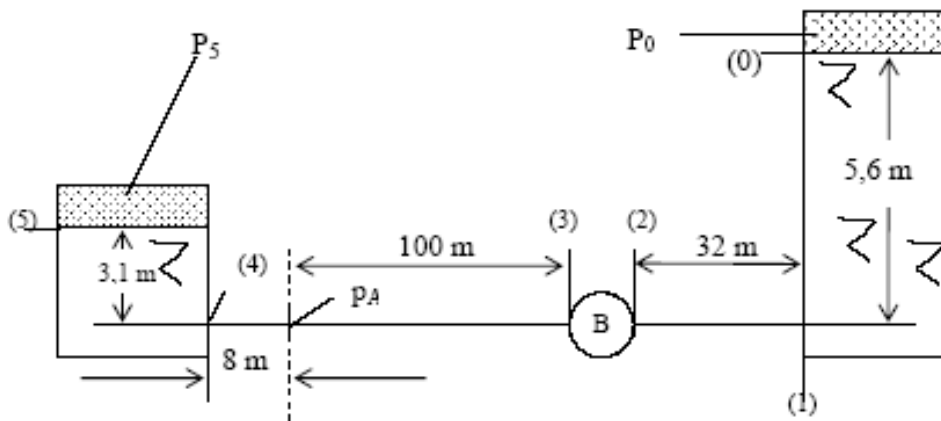 P₅
P₀
(0)
5,6 m
(5)
3,1 m
(4)
100 m
(3)
(2)
32 m
pA
B
8 m
(1)